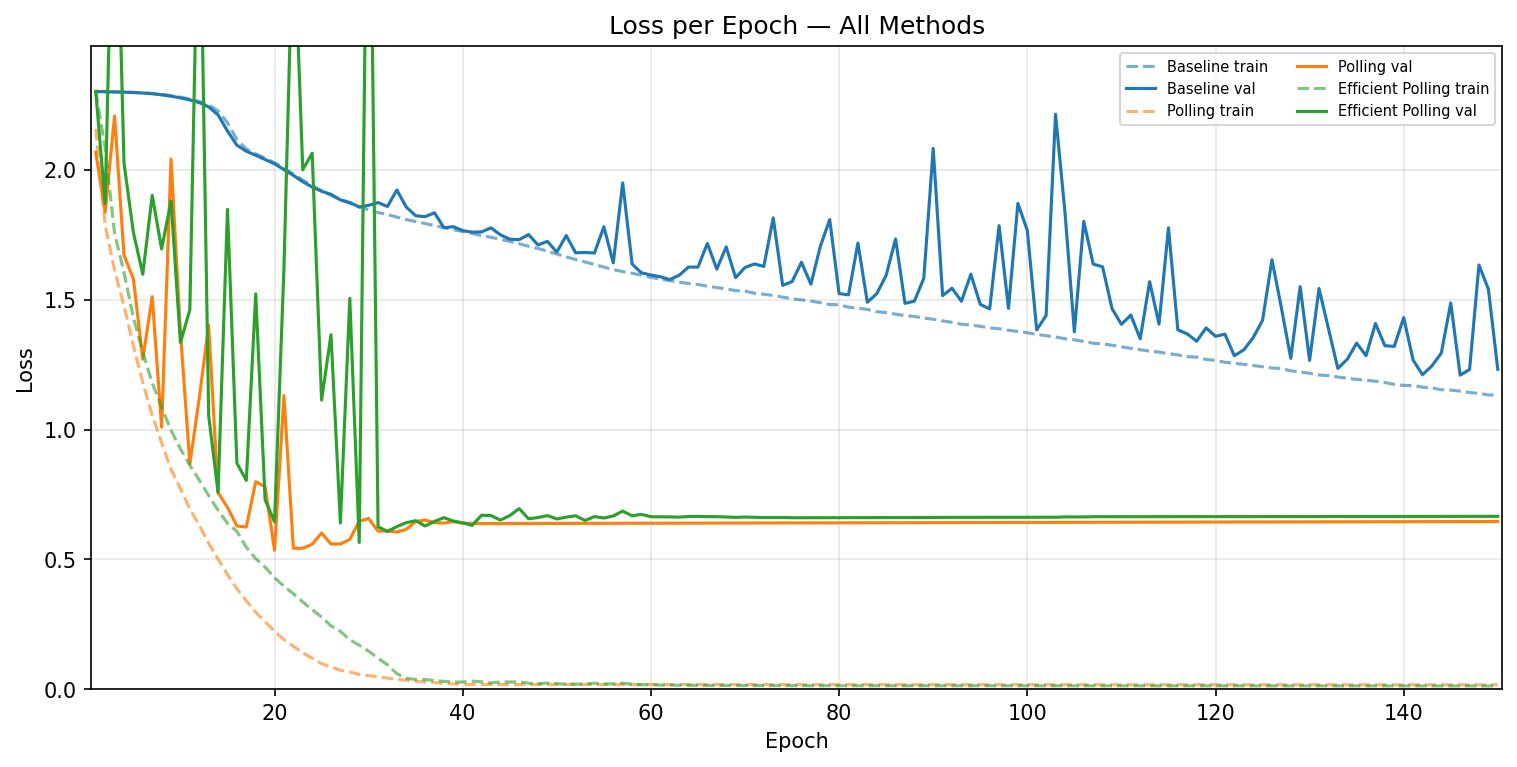 Loss per Epoch — All Methods
Baseline train
Baseline val
Polling train
Polling val
Efficient Polling train
Efficient Polling val
Loss
2.0
1.5
1.0
0.5
0.0
20 40 60 80 100 120 140
Epoch